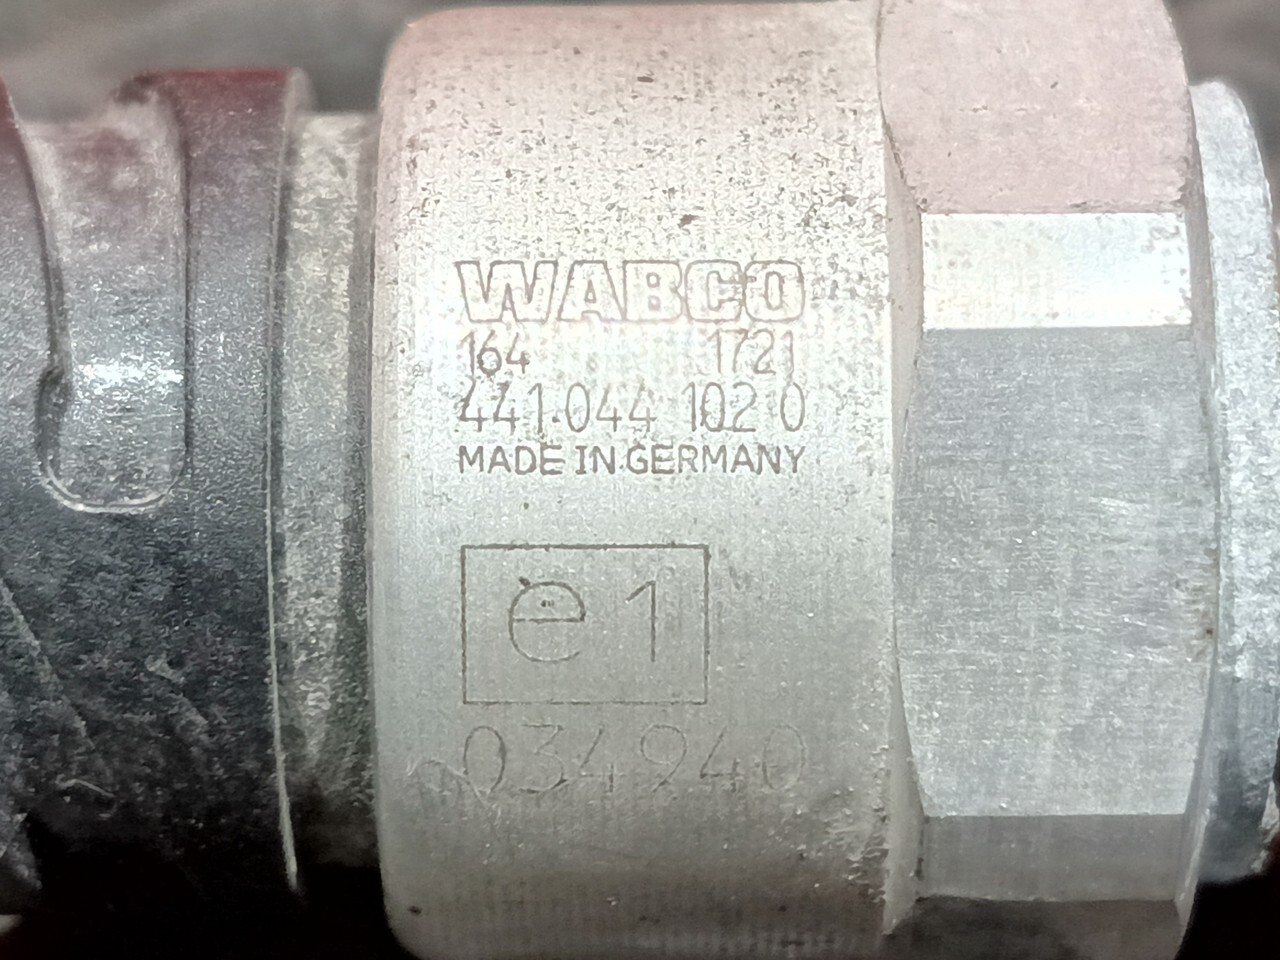 WABCO
164 1721
441 044 102 0
MADE IN GERMANY
e1
034940